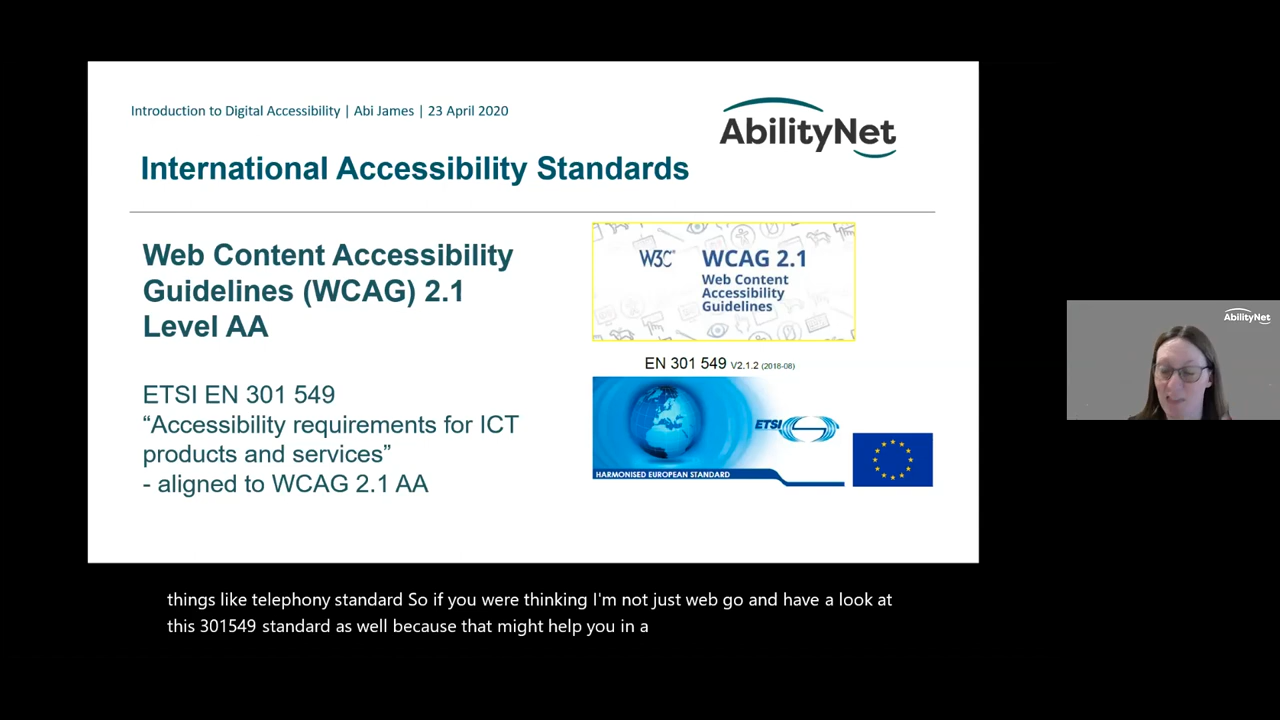 Introduction to Digital Accessibility | Abi James | 23 April 2020
AbilityNet
International Accessibility Standards
Web Content Accessibility
Guidelines (WCAG) 2.1
Level AA
ETSI EN 301 549
“Accessibility requirements for ICT
products and services”
- aligned to WCAG 2.1 AA
W3C
WCAG 2.1
Web Content
Accessibility
Guidelines
EN 301 549 V2.1.2 (2018-08)
ETSI
HARMONISED EUROPEAN STANDARD
AbilityNet
things like telephony standard So if you were thinking I'm not just web go and have a look at
this 301549 standard as well because that might help you in a